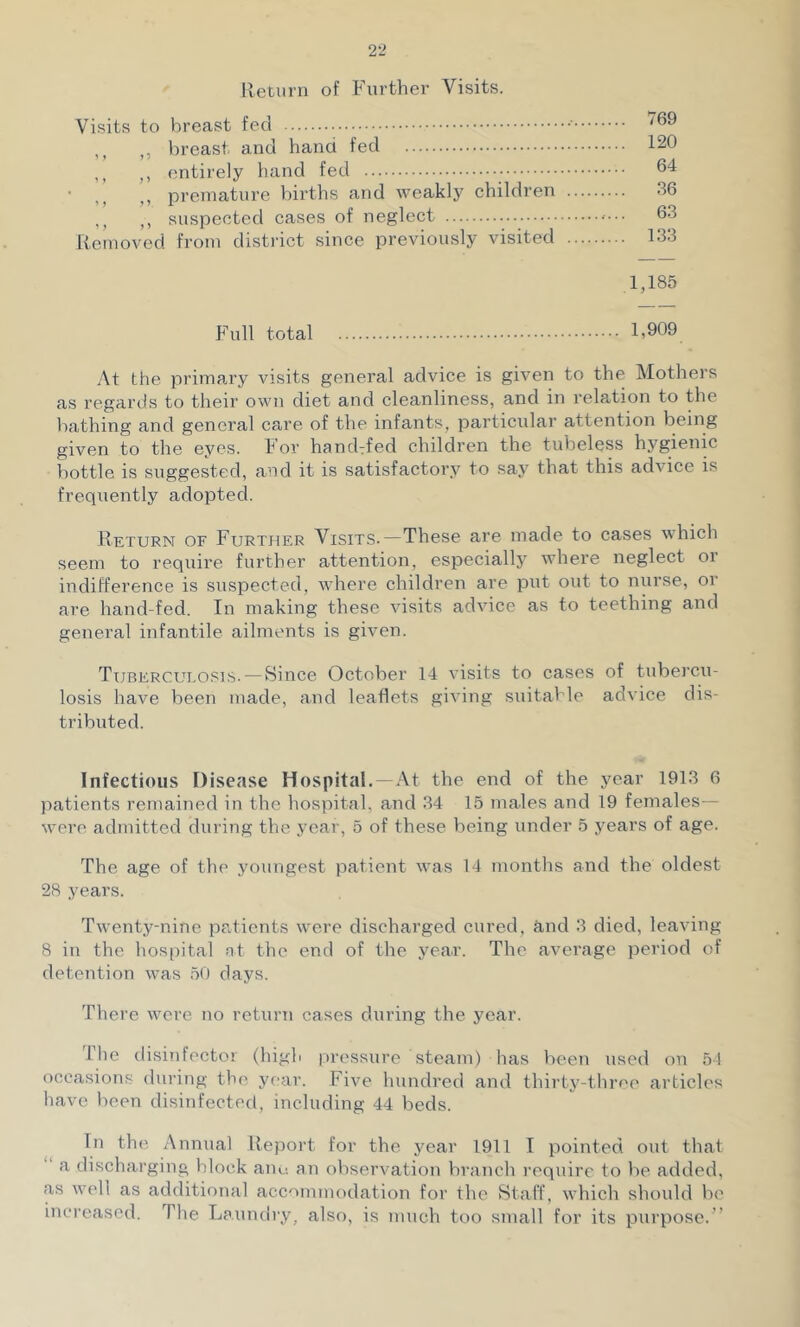 22
Return of Further Visits.
Visits to breast fed ........ 769
,, ,, breast and hand fed ........ 120
,, ,, entirely hand fed ........ 64
,, ,, premature births and weakly children ........ 36
,, ,, suspected cases of neglect ........ 63
Removed from district since previously visited ........ 133
1,185
Full total ........ 1,909
At the primary visits general advice is given to the Mothers
as regards to their own diet and cleanliness, and in relation to the
bathing and general care of the infants, particular attention being
given to the eyes. For hand-fed children the tubeless hygienic
bottle is suggested, and it is satisfactory to say that this advice is
frequently adopted.
Return of Further Visits.—These are made to cases which
seem to require further attention, especially where neglect or
indifference is suspected, where children are put out to nurse, or
are hand-fed. In making these visits advice as to teething and
general infantile ailments is given.
Tuberculosis.—Since October 14 visits to cases of tubercu-
losis have been made, and leaflets giving suitable advice dis-
tributed.
Infectious Disease Hospital.—At the end of the year 1913 6
patients remained in the hospital, and 34 15 males and 19 females—
were admitted during the year, 5 of these being under 5 years of age.
The age of the youngest patient was 14 months and the oldest
28 years.
Twenty-nine patients were discharged cured, and 3 died, leaving
8 in the hospital at the end of the year. The average period of
detention was 50 days.
There were no return cases during the year.
The disinfector (high pressure steam) has been used on 54
occasions during the year. Five hundred and thirty-three articles
have been disinfected, including 44 beds.
In the Annual Report for the year 1911 I pointed out that
“ a discharging block and an observation branch require to be added,
as well as additional accommodation for the Staff, which should be
increased. The Laundry, also, is much too small for its purpose.”